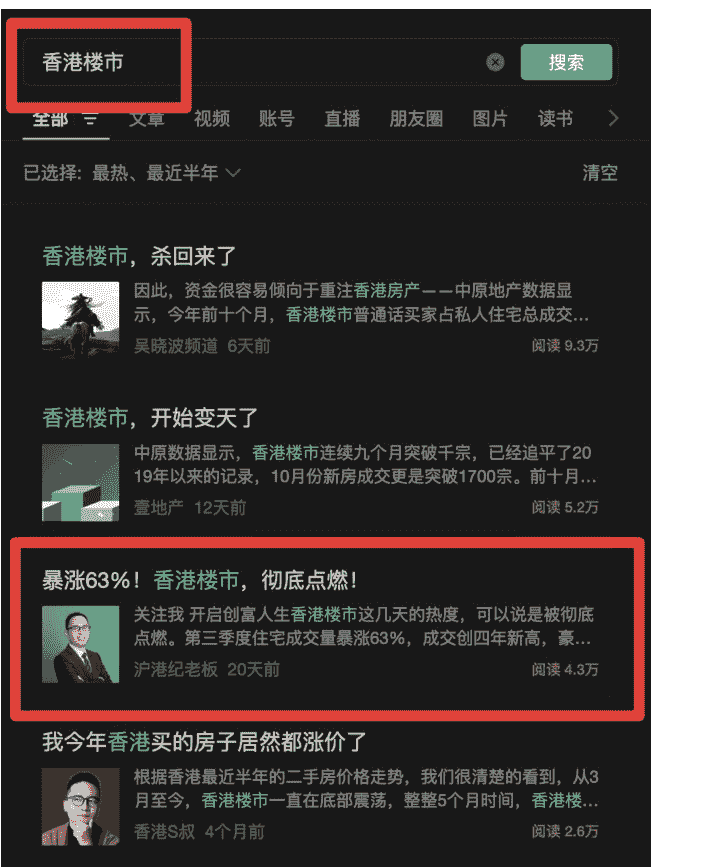 香港楼市
搜索
全部 文章 视频 账号 直播 朋友圈 图片 读书
已选择: 最热、最近半年
清空
香港楼市，杀回来了
因此，资金很容易倾向于重注香港房产——中原地产数据显
示，今年前十个月，香港楼市普通话买家占私人住宅总成交...
吴晓波频道 6天前
阅读 9.3万
香港楼市，开始变天了
中原数据显示，香港楼市连续九个月突破千宗，已经追平了20
19年以来的记录，10月份新房成交更是突破1700宗。前十月...
壹地产 12天前
阅读 5.2万
暴涨63%！香港楼市，彻底点燃！
关注我 开启创富人生香港楼市这几天的热度，可以说是被彻底
点燃。第三季度住宅成交量暴涨63%，成交创四年新高，豪...
沪港纪老板 20天前
阅读 4.3万
我今年香港买的房子居然都涨价了
根据香港最近半年的二手房价格走势，我们很清楚的看到，从3
月至今，香港楼市一直在底部震荡，整整5个月时间，香港楼...
香港S叔 4个月前
阅读 2.6万